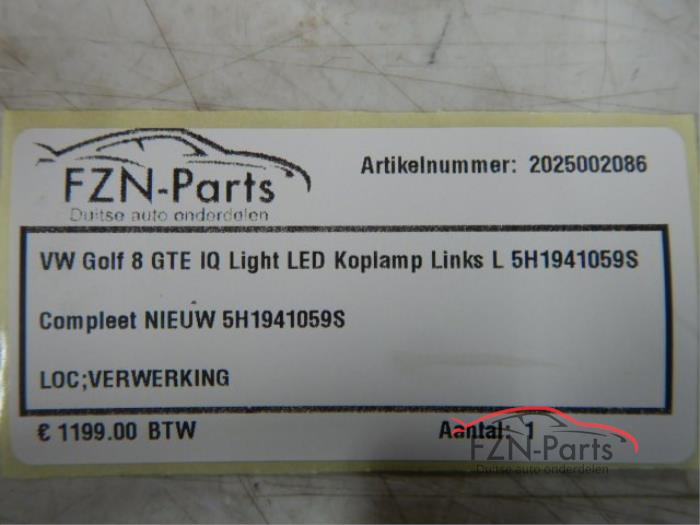 FZN-Parts
Duitse auto onderdelen
Artikelnummer: 2025002086
VW Golf 8 GTE IQ Light LED Koplamp Links L 5H1941059S
Compleet NIEUW 5H1941059S
LOC;VERWERKING
€ 1199.00 BTW
Aantal: 1
FZN-Parts
Duitse auto onderdelen